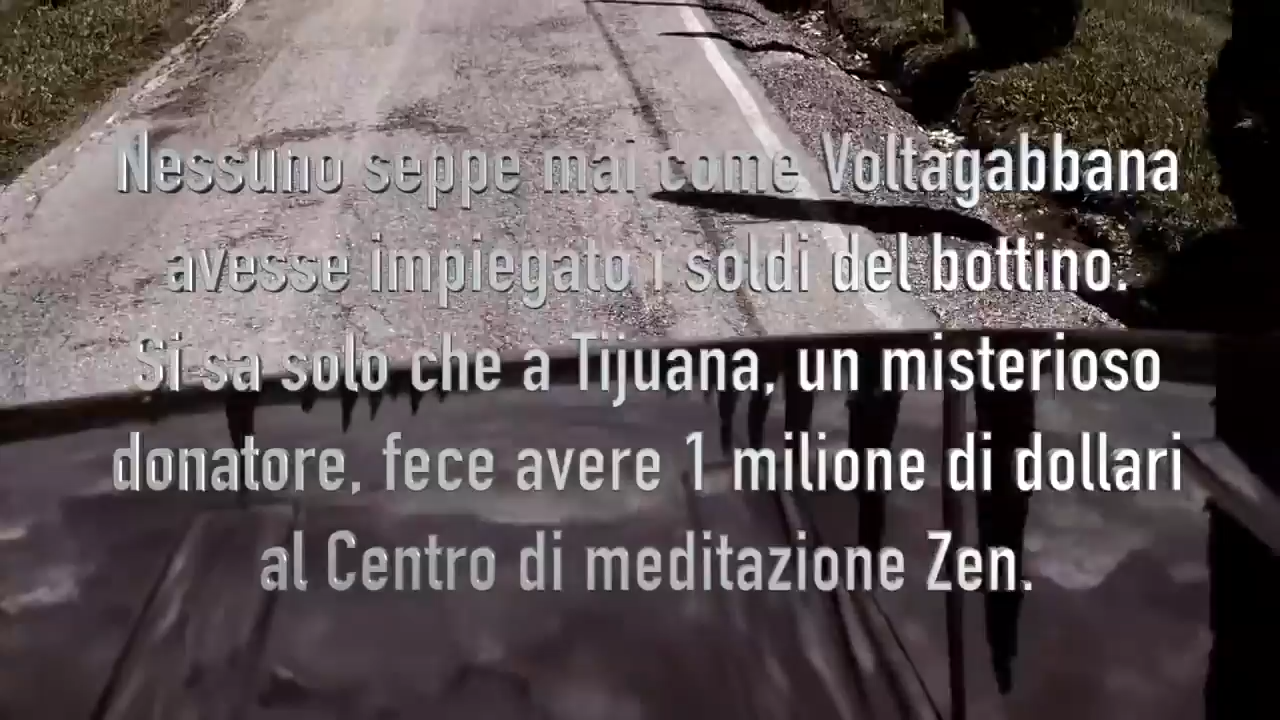 Nessuno seppe mai come Voltagabbana
avesse impiegato i soldi del bottino.
Si sa solo che a Tijuana, un misterioso
donatore, fece avere 1 milione di dollari
al Centro di meditazione Zen.